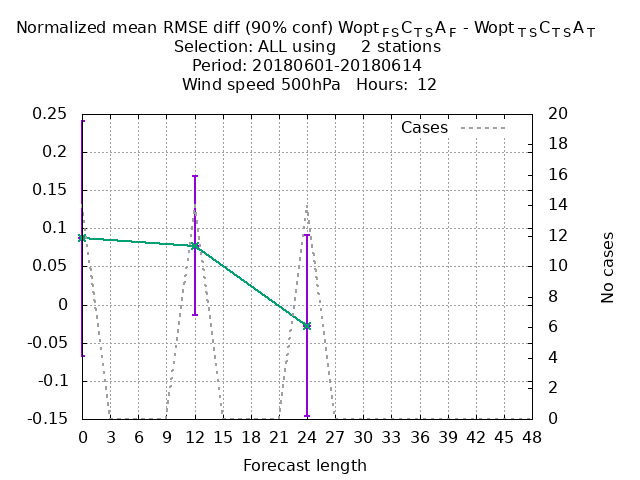 Normalized mean RMSE diff (90% conf) Wopt FS C TS A F - Wopt TS C TS A T
Selection: ALL using 2 stations
Period: 20180601-20180614
Wind speed 500hPa Hours: 12
Cases
0.25
0.2
0.15
0.1
0.05
0
-0.05
-0.1
-0.15
20
18
16
14
12
10
8
6
4
2
0
No cases
0 3 6 9 12 15 18 21 24 27 30 33 36 39 42 45 48
Forecast length